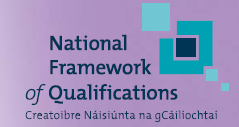 National
Framework
of Qualifications
Creatoibre Náisiúnta na gCáilíochtaí